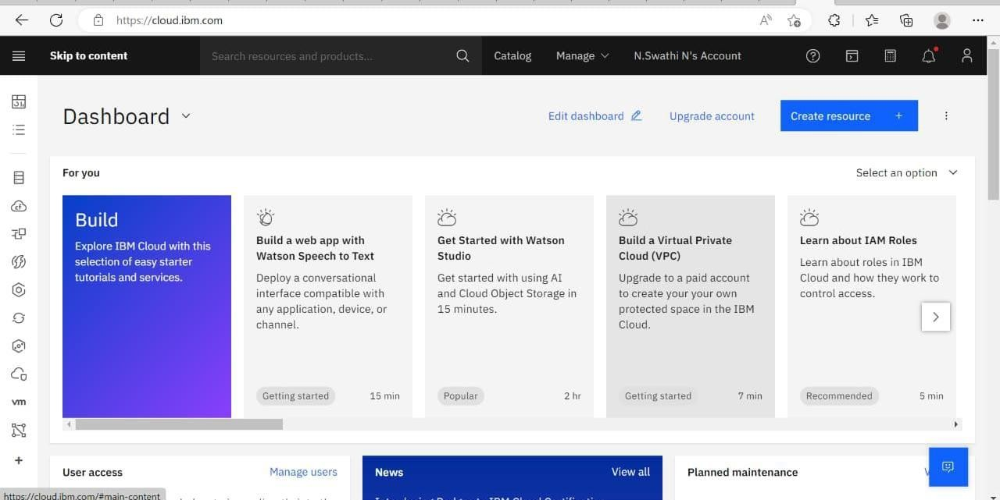 https://cloud.ibm.com
Skip to content
Search resources and products...
Catalog
Manage
N.Swathi N's Account
Dashboard
Edit dashboard
Upgrade account
Create resource +
For you
Select an option
Build
Explore IBM Cloud with this
selection of easy starter
tutorials and services.
Build a web app with
Watson Speech to Text
Deploy a conversational
interface compatible with
any application, device, or
channel.
Getting started
15 min
Get Started with Watson
Studio
Get started with using AI
and Cloud Object Storage in
15 minutes.
Popular
2 hr
Build a Virtual Private
Cloud (VPC)
Upgrade to a paid account
to create your your own
protected space in the IBM
Cloud.
Getting started
7 min
Learn about IAM Roles
Learn about roles in IBM
Cloud and how they work to
control access.
Recommended
5 min
vm
User access
Manage users
News
View all
Planned maintenance
https://cloud.ibm.com/#main-content